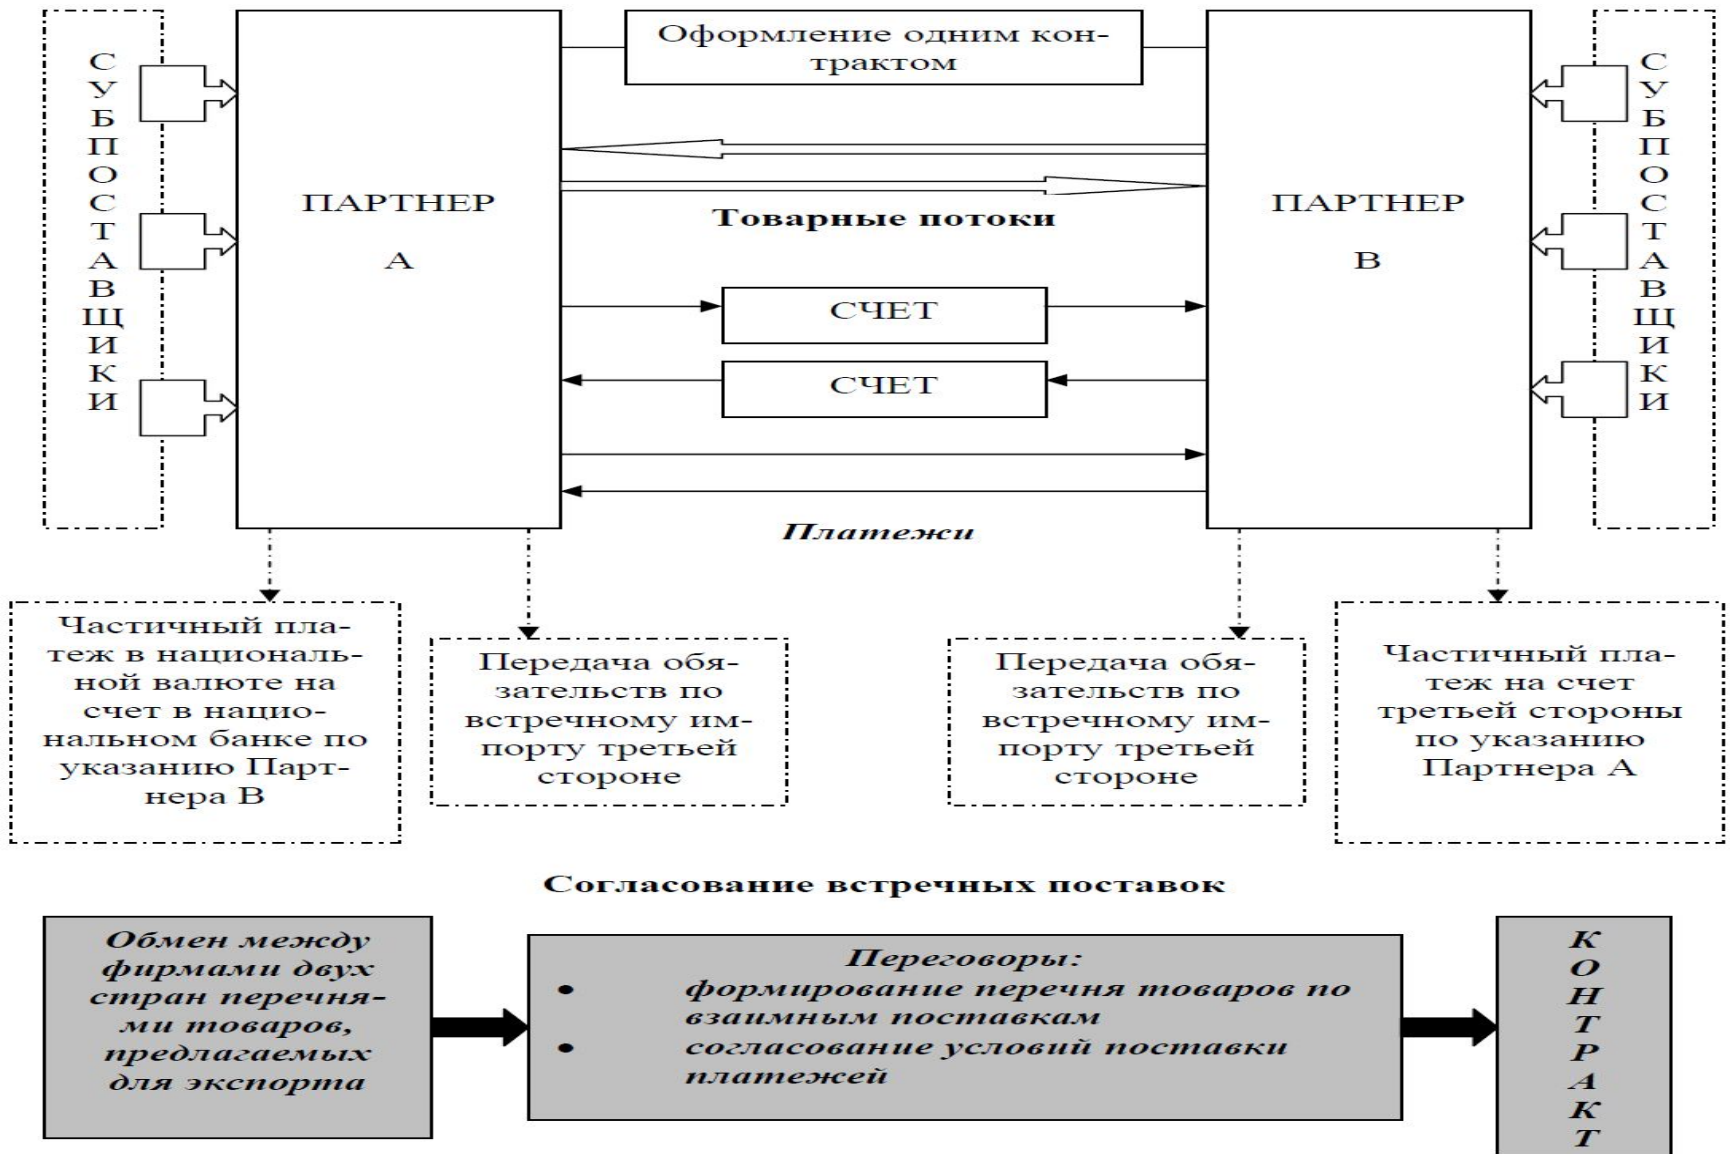 Оформление одним кон-
трактом
С
У
Б
П
О
С
Т
А
В
Щ
И
К
И
ПАРТНЕР
А
Товарные потоки
СЧЕТ
СЧЕТ
Платежи
ПАРТНЕР
В
С
У
Б
П
О
С
Т
А
В
Щ
И
К
И
Частичный пла-
теж в националь-
ной валюте на
счет в нацио-
нальном банке по
указанию Парт-
нера В
Передача обя-
зательств по
встречному им-
порту третьей
стороне
Передача обя-
зательств по
встречному им-
порту третьей
стороне
Частичный пла-
теж на счет
третьей стороны
по указанию
Партнера А
Согласование встречных поставок
Обмен между
фирмами двух
стран перечня-
ми товаров,
предлагаемых
для экспорта
Переговоры:
• формирование перечня товаров по
взаимным поставкам
• согласование условий поставки
платежей
К
О
Н
Т
Р
А
К
Т